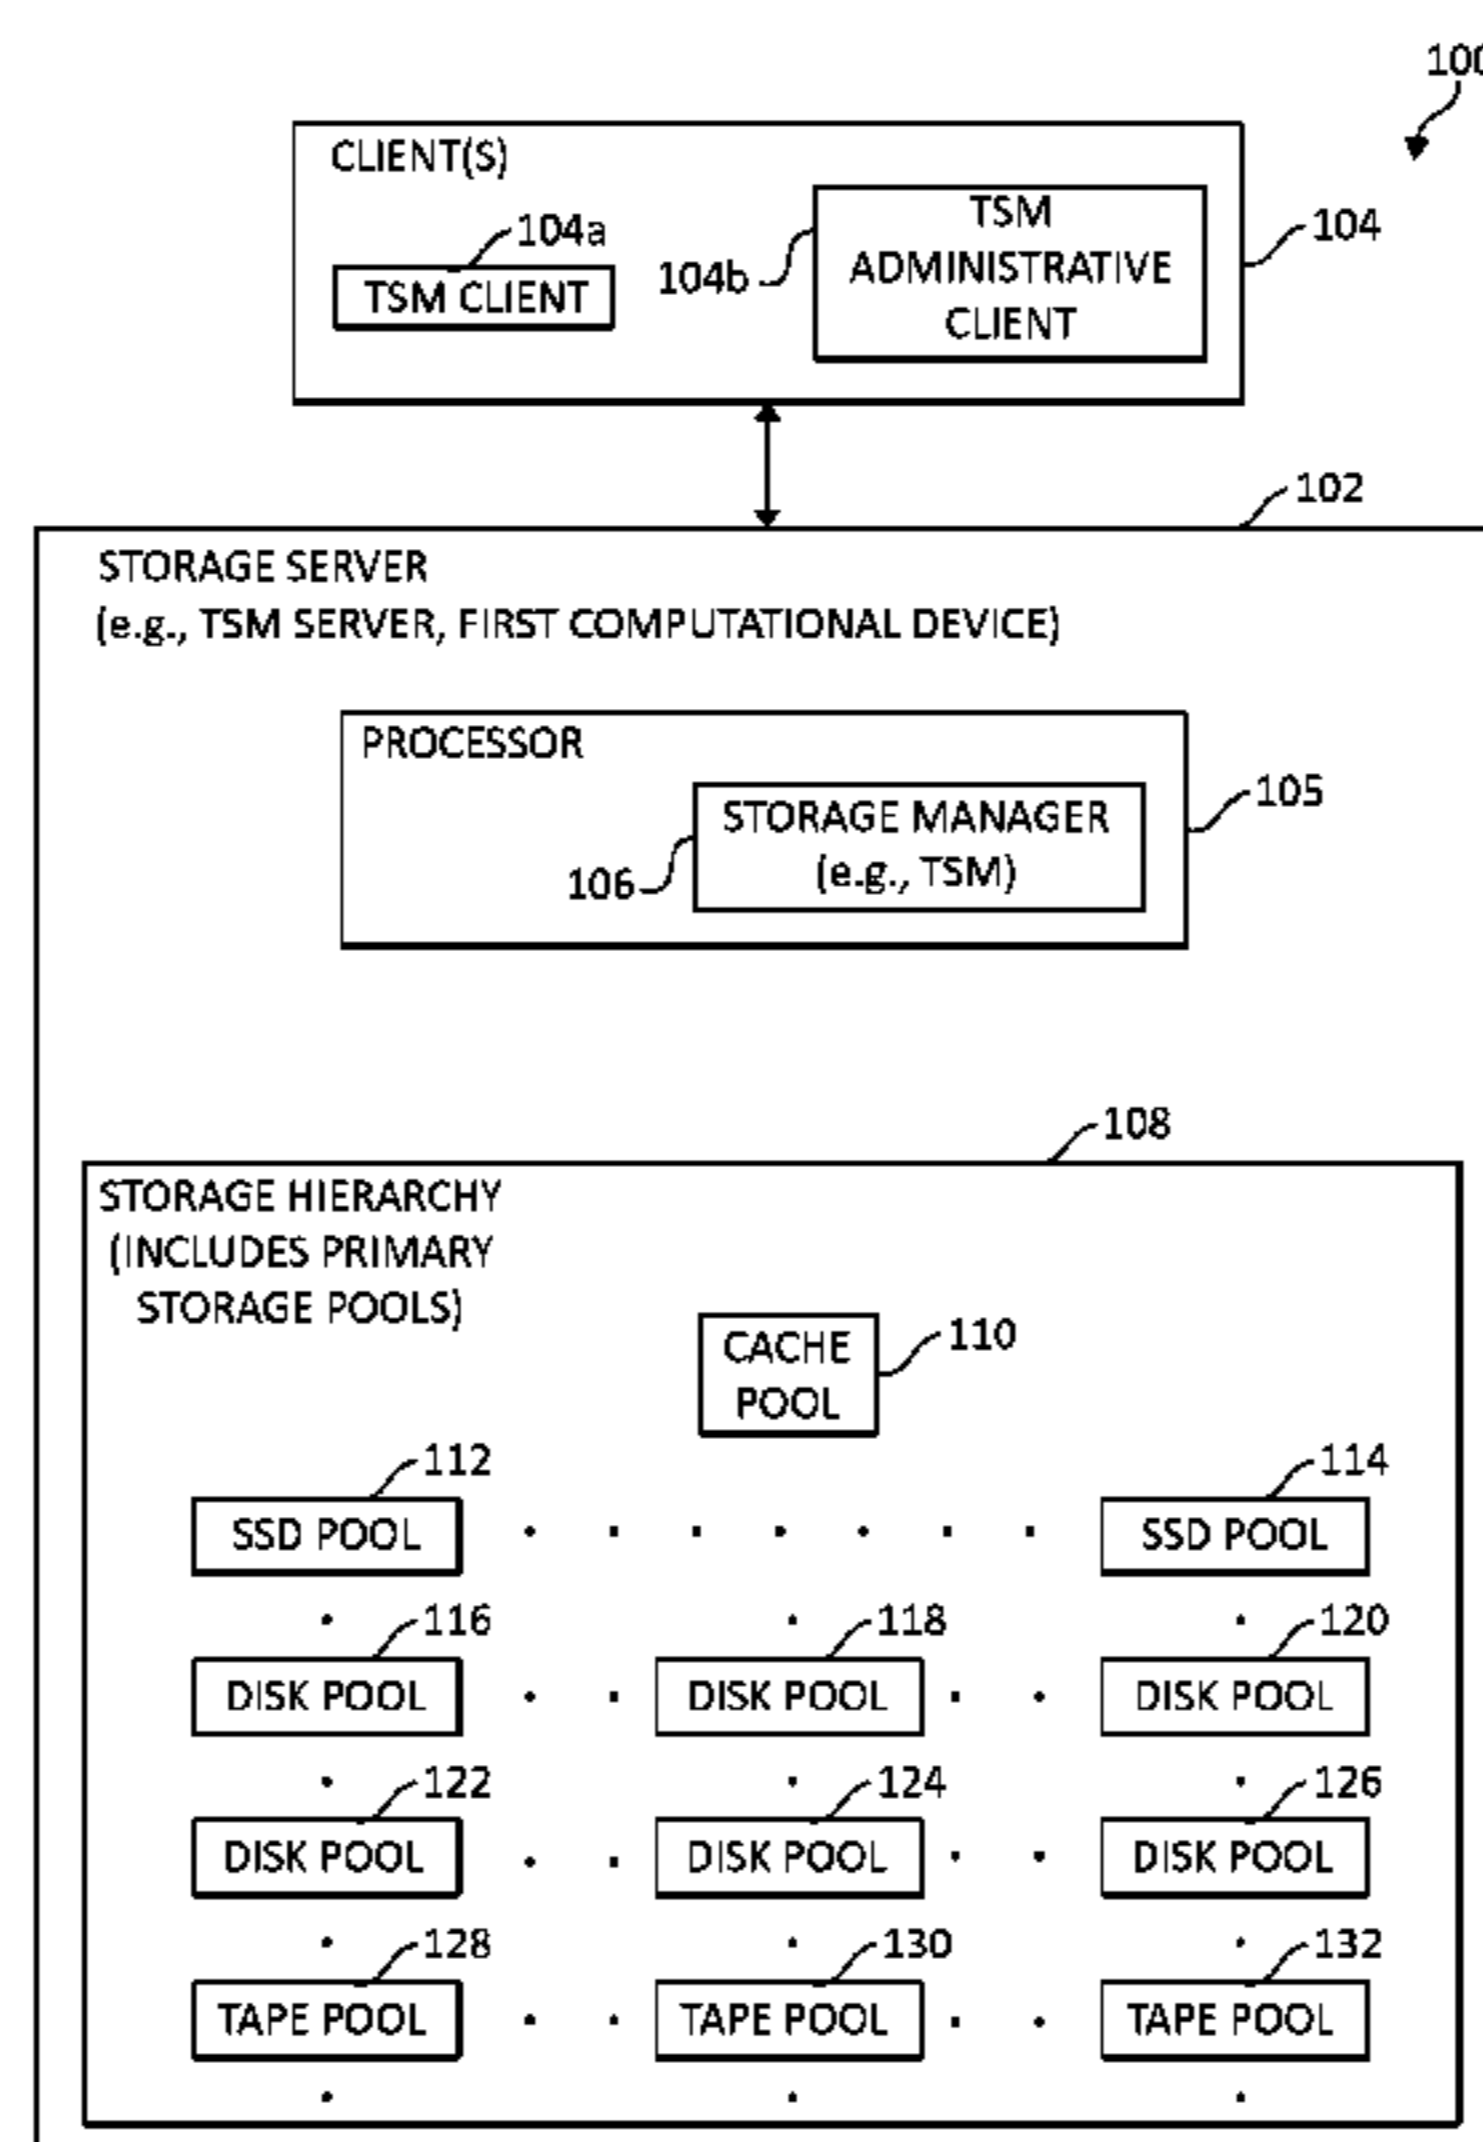 100
CLIENT(S)
104a
TSM CLIENT
104b
TSM
ADMINISTRATIVE
CLIENT
104
102
STORAGE SERVER
(e.g., TSM SERVER, FIRST COMPUTATIONAL DEVICE)
PROCESSOR
105
STORAGE MANAGER
(e.g., TSM)
106
108
STORAGE HIERARCHY
(INCLUDES PRIMARY
STORAGE POOLS)
CACHE
POOL
110
112
114
SSD POOL
SSD POOL
116
118
120
DISK POOL
DISK POOL
DISK POOL
122
124
126
DISK POOL
DISK POOL
DISK POOL
128
130
132
TAPE POOL
TAPE POOL
TAPE POOL